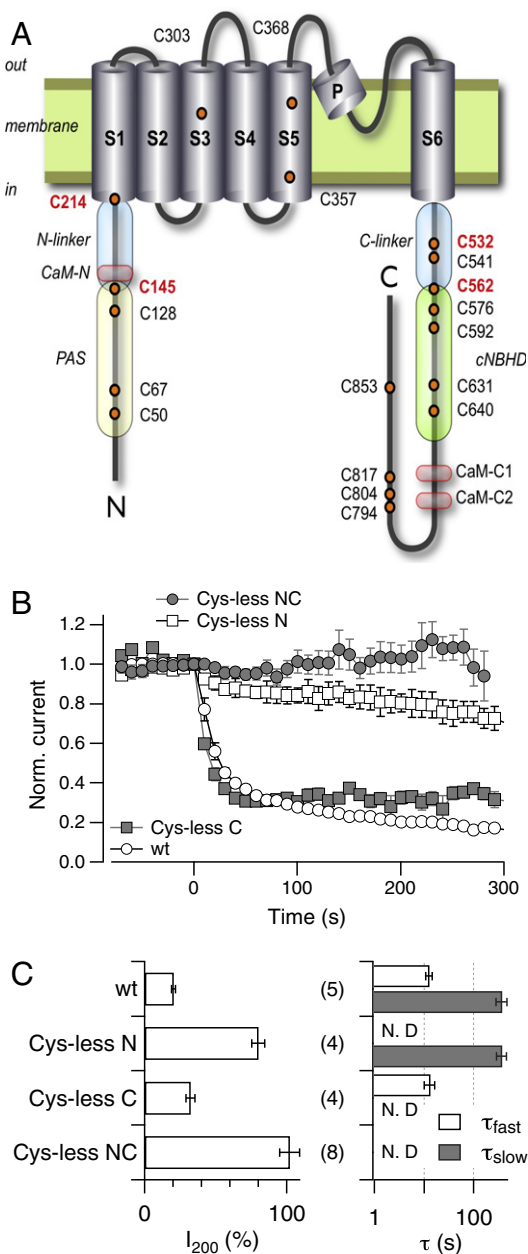 A
C303
C368
out
P
membrane
S1
S2
S3
S4
S5
S6
in
C214
C357
N-linker
C-linker
C532
C541
CaM-N
C
C145
C562
C128
C576
C592
PAS
cNBHD
C67
C853
C631
C50
C640
C817
CaM-C1
C804
CaM-C2
C794
N
B
Cys-less NC
Cys-less N
1.2
1.0
0.8
0.6
0.4
0.2
0.0
Norm. current
Cys-less C
wt
0
100
200
300
Time (s)
C
wt
(5)
Cys-less N
(4)
N. D
Cys-less C
(4)
N. D
τfast
Cys-less NC
(8)
N. D
τslow
0
100
1
10
100
I200 (%)
τ (s)